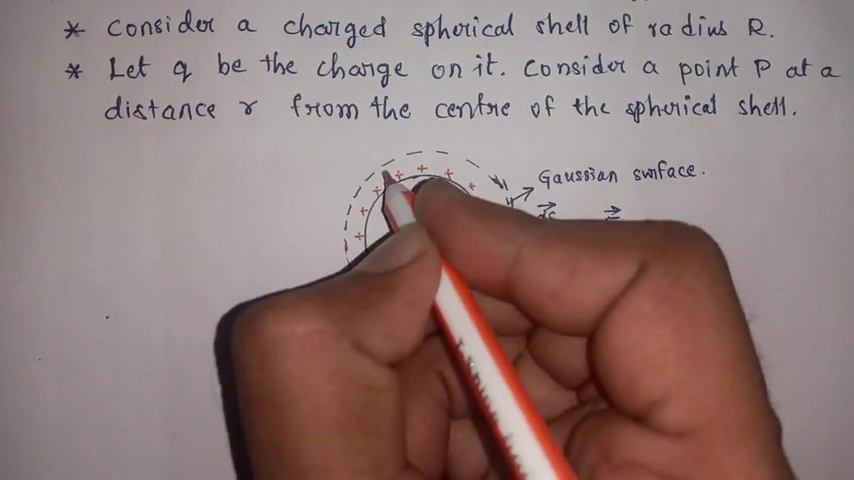 * Consider a charged spherical shell of radius R.
* Let q be the charge on it. Consider a point P at a
distance r from the centre of the spherical shell.
Gaussian surface.